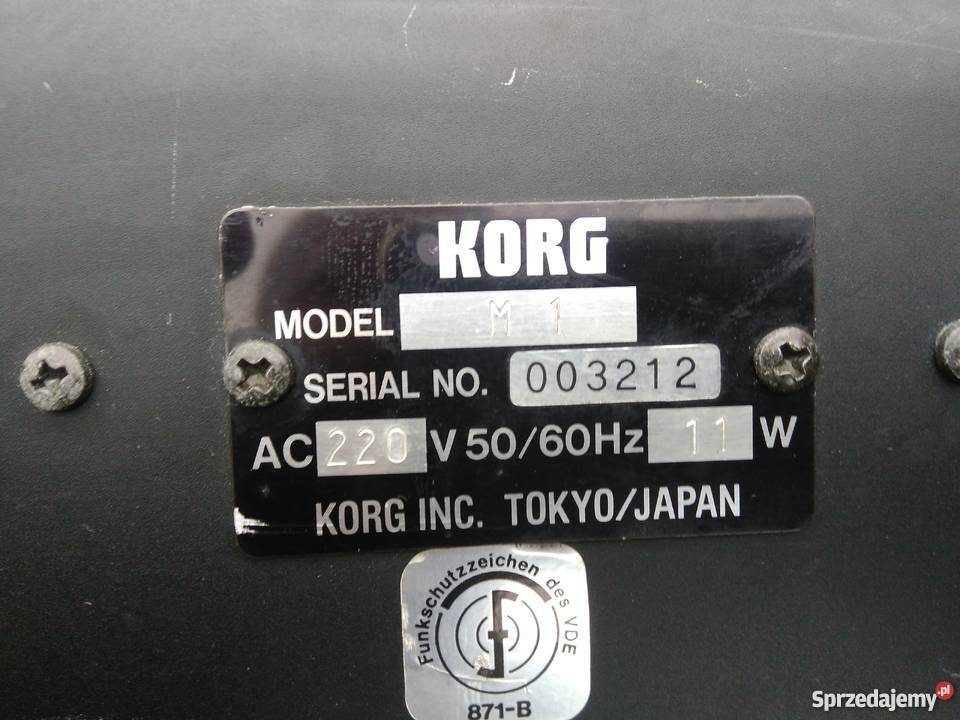 KORG
MODEL M 1
SERIAL NO. 003212
AC 220 V 50/60Hz 11 W
KORG INC. TOKYO/JAPAN
Funkschutzzeichen des VDE
871-B
Sprzedajemy.pl